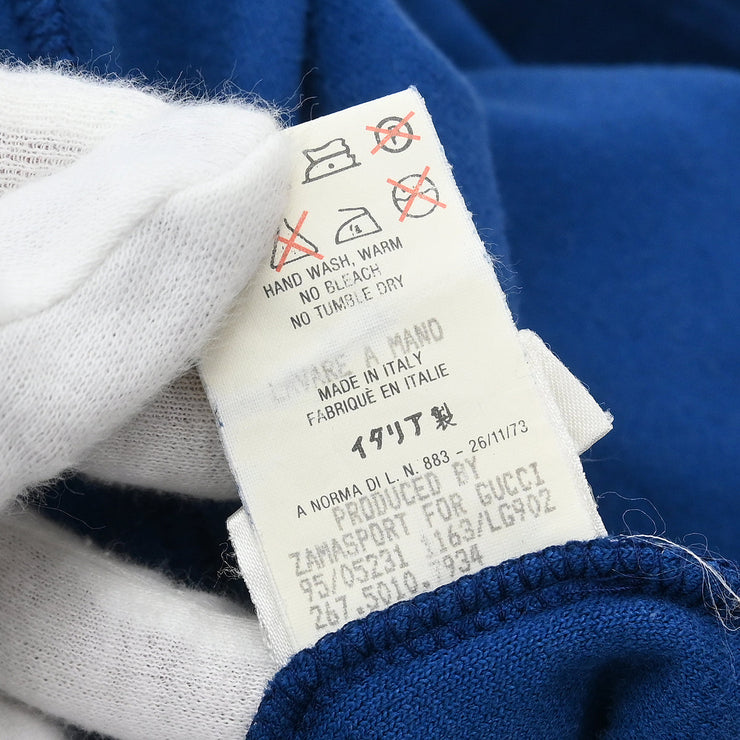 HAND WASH, WARM
NO BLEACH
NO TUMBLE DRY
LAVARE A MANO
MADE IN ITALY
FABRIQUÉ EN ITALIE
イタリア製
A NORMA DI L. N. 883 - 26/11/73
PRODUCED BY
ZAMASPORT FOR GUCCI
95/05231 1163/LG902
267.5010.934